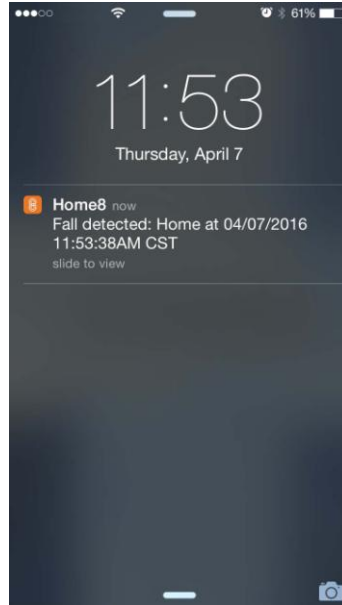 61%
11:53
Thursday, April 7
Home8 now
Fall detected: Home at 04/07/2016
11:53:38AM CST
slide to view